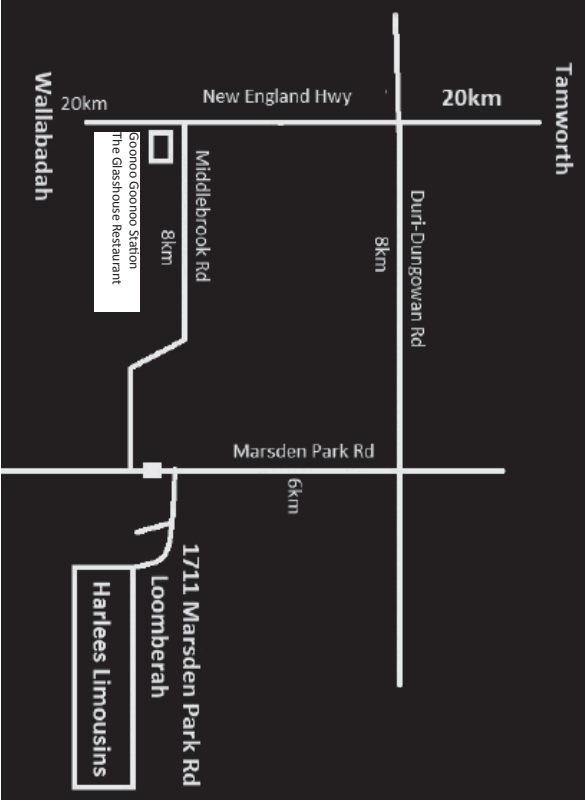 Wallabadah
20km
New England Hwy
20km
Tamworth
Goonoo Goonoo Station
The Glasshouse Restaurant
Middlebrook Rd
8km
Duri-Dungowan Rd
8km
Marsden Park Rd
6km
1711 Marsden Park Rd
Loomberah
Harlees Limousins